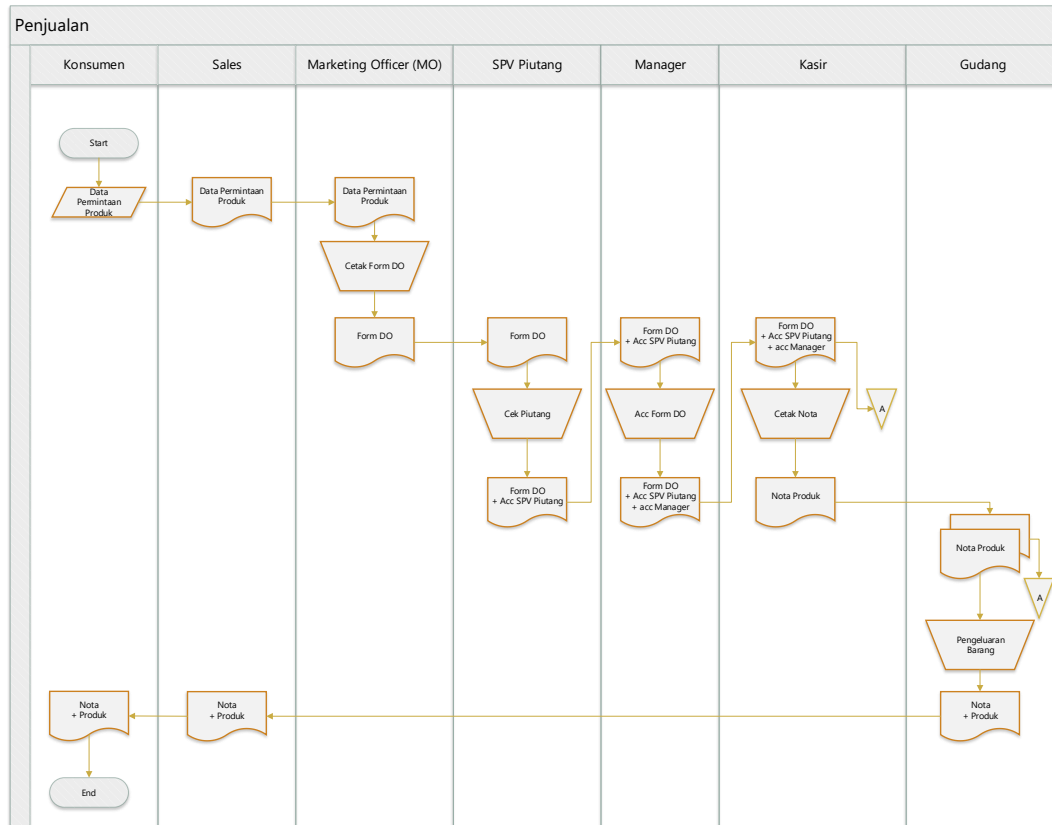 Penjualan
Konsumen
Sales
Marketing Officer (MO)
SPV Piutang
Manager
Kasir
Gudang
Start
Data
Permintaan
Produk
Data Permintaan
Produk
Data Permintaan
Produk
Cetak Form DO
Form DO
Form DO
Form DO
+ Acc SPV Piutang
Form DO
+ Acc SPV Piutang
+ acc Manager
Cek Piutang
Acc Form DO
Cetak Nota
A
Form DO
+ Acc SPV Piutang
Form DO
+ Acc SPV Piutang
+ acc Manager
Nota Produk
Nota Produk
A
Pengeluaran
Barang
Nota
+ Produk
Nota
+ Produk
Nota
+ Produk
End